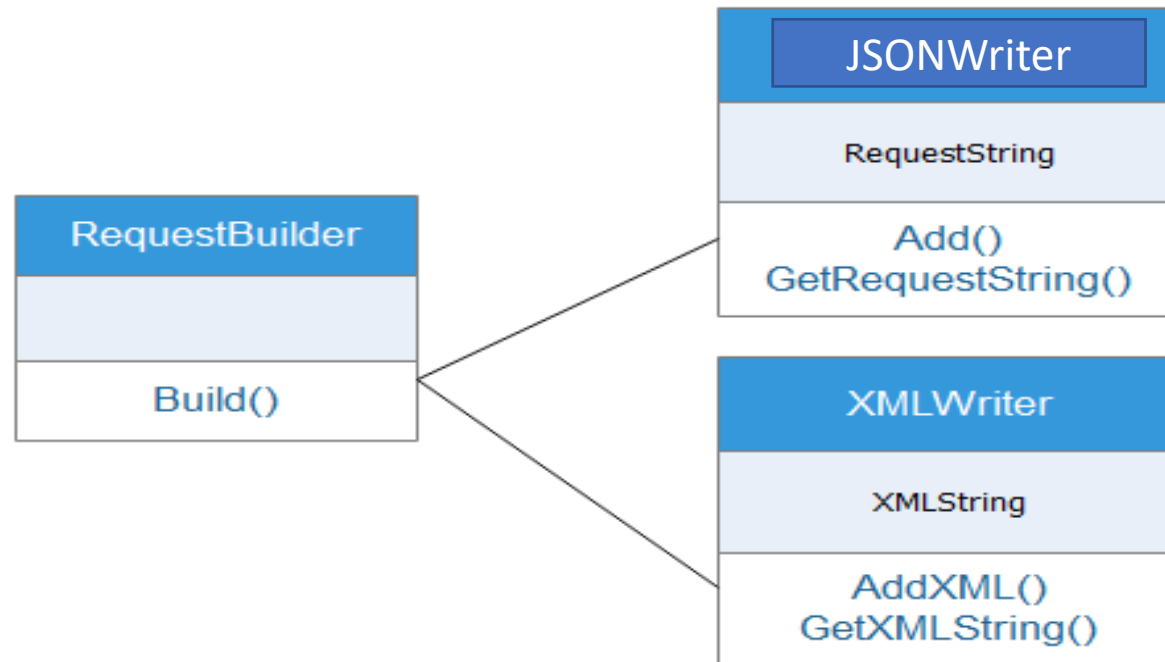 RequestBuilder
Build()
JSONWriter
RequestString
Add()
GetRequestString()
XMLWriter
XMLString
AddXML()
GetXMLString()